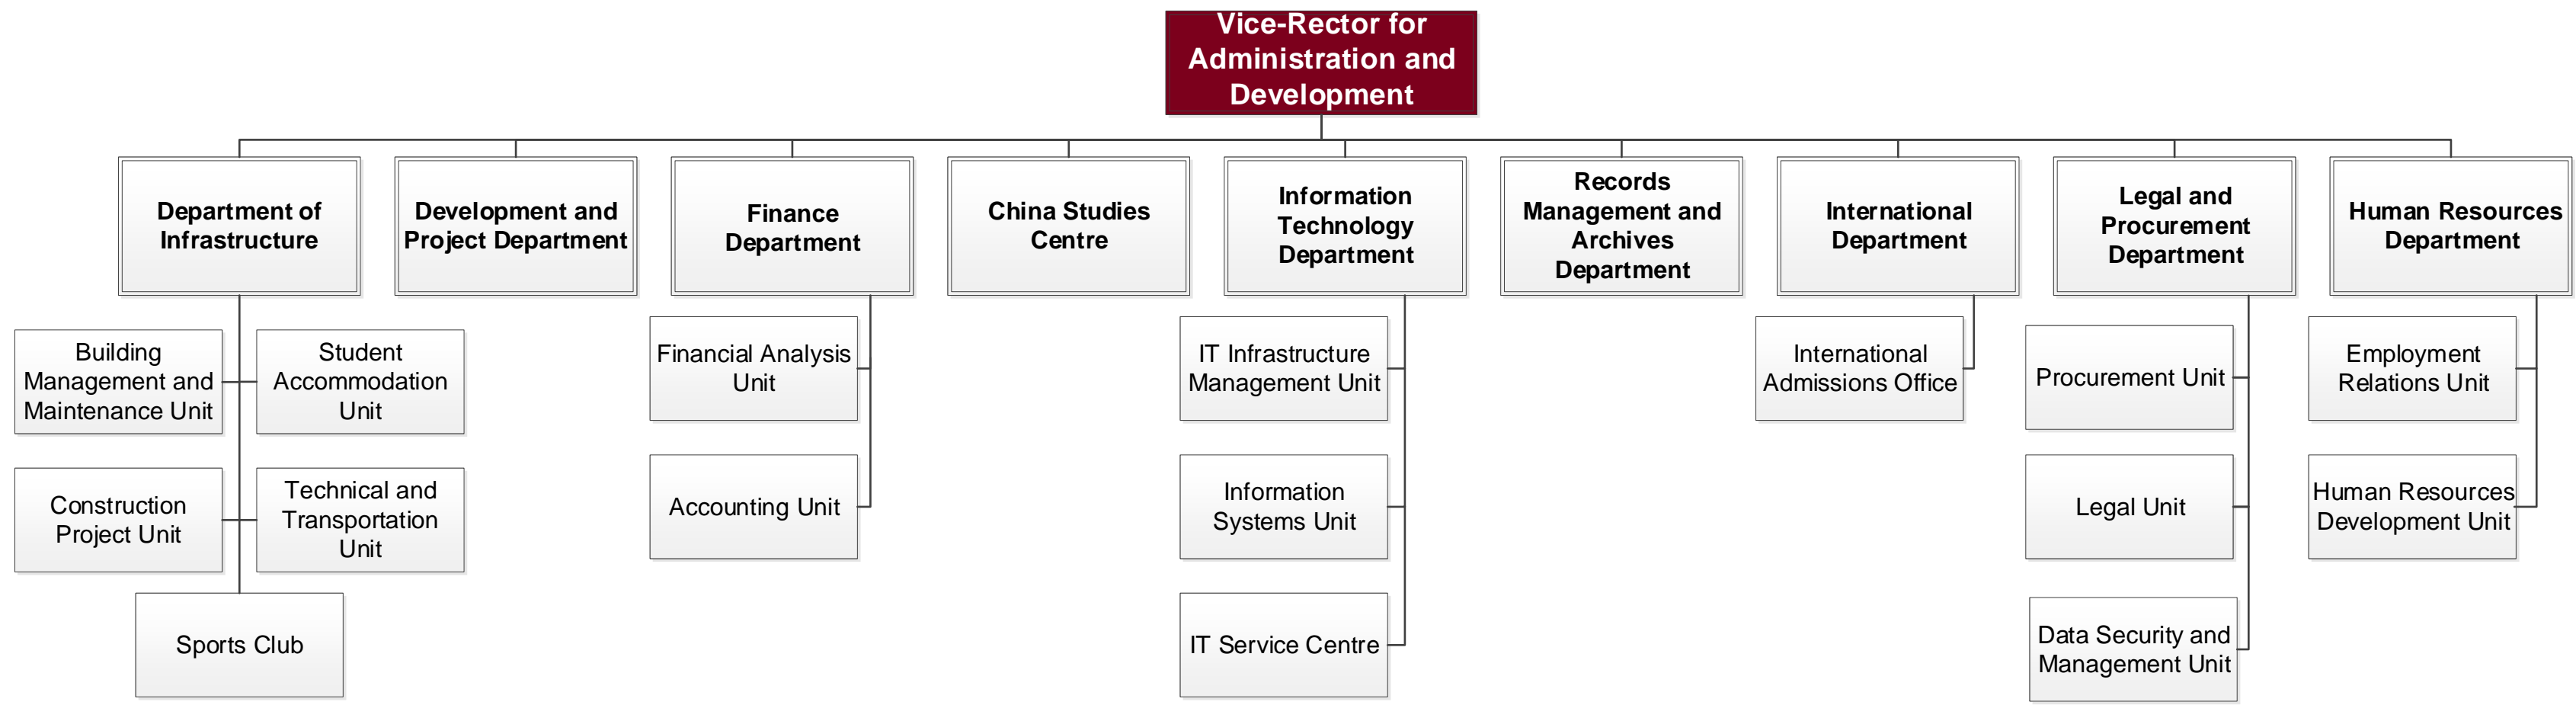 Vice-Rector for
Administration and
Development
Department of
Infrastructure
Development and
Project Department
Finance
Department
China Studies
Centre
Information
Technology
Department
Records
Management and
Archives
Department
International
Department
Legal and
Procurement
Department
Human Resources
Department
Building
Management and
Maintenance Unit
Student
Accommodation
Unit
Construction
Project Unit
Technical and
Transportation
Unit
Sports Club
Financial Analysis
Unit
Accounting Unit
IT Infrastructure
Management Unit
Information
Systems Unit
IT Service Centre
International
Admissions Office
Procurement Unit
Legal Unit
Data Security and
Management Unit
Employment
Relations Unit
Human Resources
Development Unit